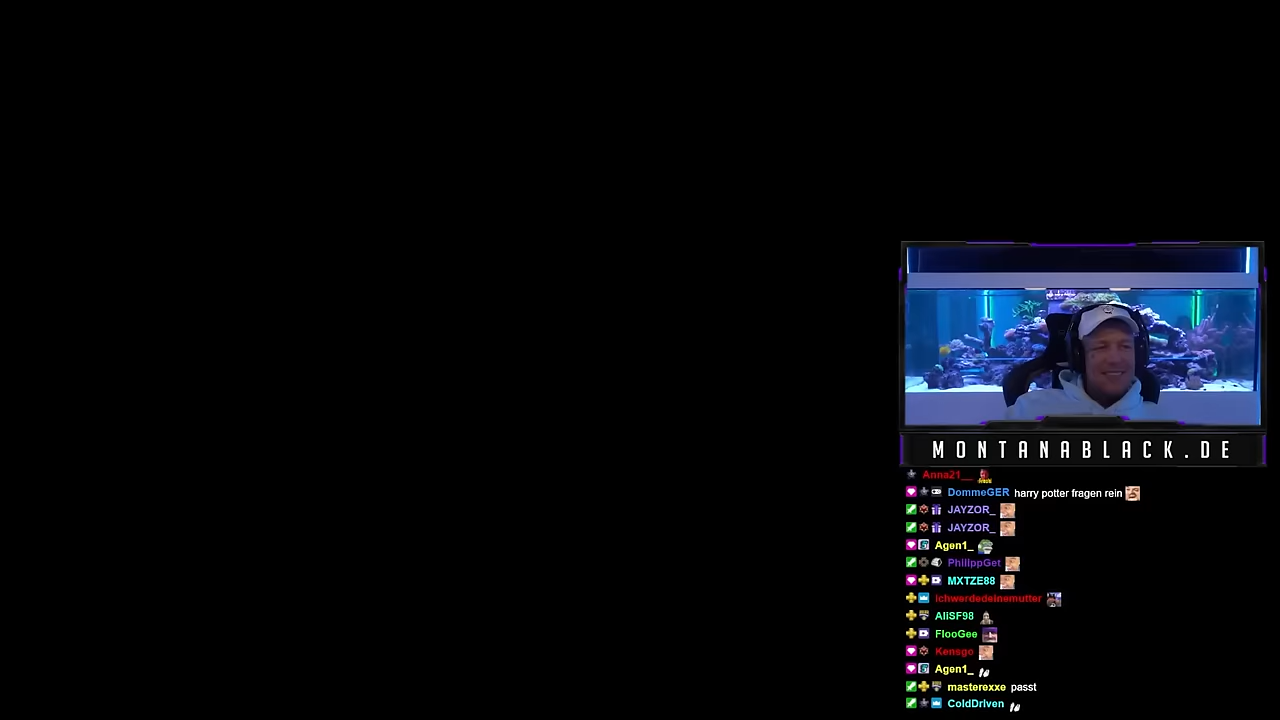 MONTANABLACK.DE
Anna21__
DommeGER harry potter fragen rein
JAYZOR_
JAYZOR_
Agen1_
PhilippGet
MXTZE88
ichwerdedeinemutter
AliSF98
FlooGee
Kensgo
Agen1_
masterexxe passt
ColdDriven